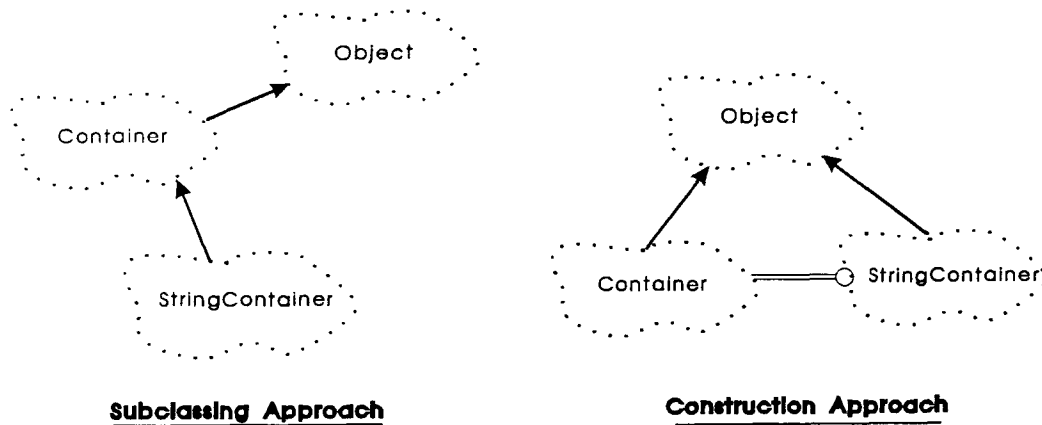 Object
Container
StringContainer
Subclassing Approach
Object
Container
StringContainer
Construction Approach